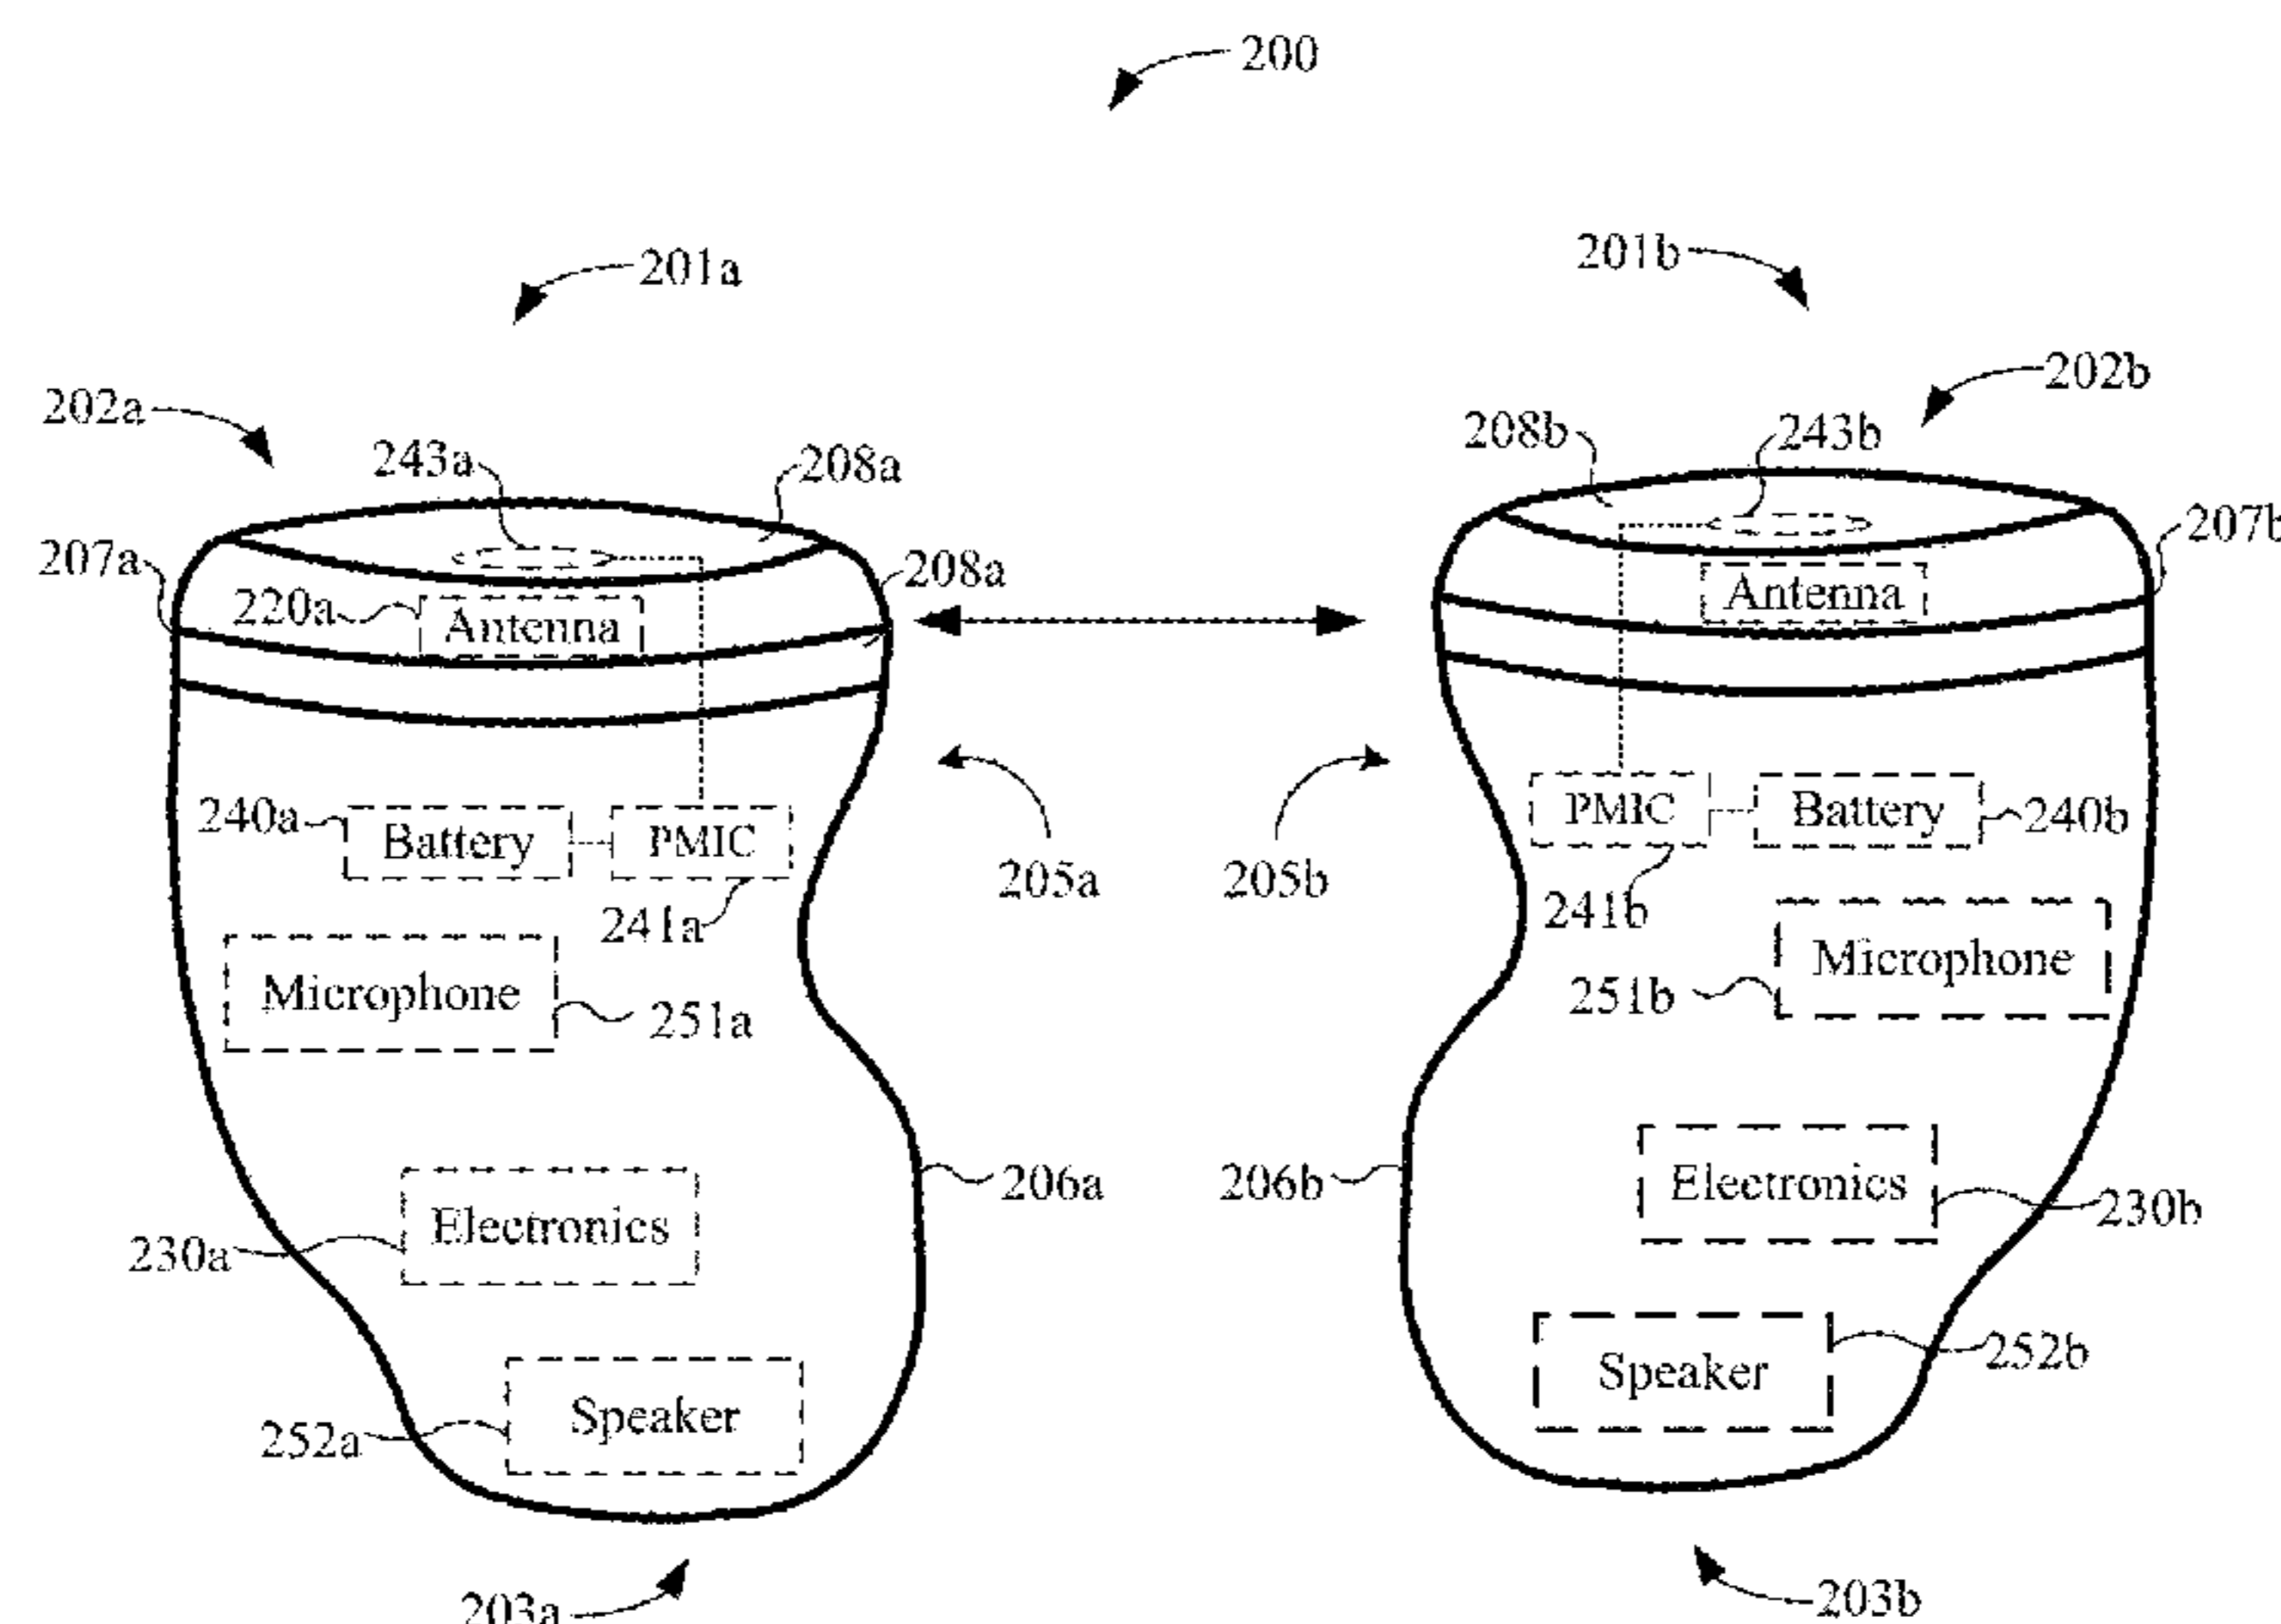 200
201a
201b
202a
202b
243a
208a
208b
243b
207a
208a
207b
220a
Antenna
Antenna
240a
Battery
PMIC
PMIC
Battery
240b
205a
205b
241a
241b
Microphone
251a
Microphone
251b
206a
206b
Electronics
230a
Electronics
230b
Speaker
252a
Speaker
252b
203a
203b